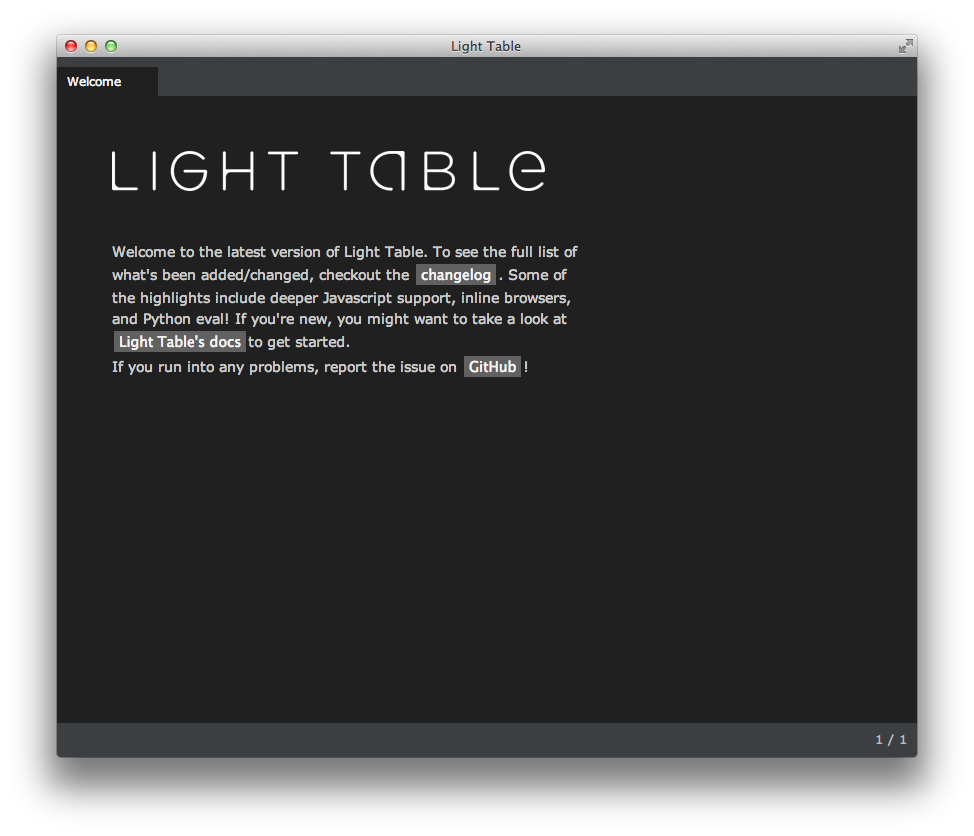 Light Table
Welcome
LIGHT TABLE
Welcome to the latest version of Light Table. To see the full list of
what's been added/changed, checkout the changelog . Some of
the highlights include deeper Javascript support, inline browsers,
and Python eval! If you're new, you might want to take a look at
Light Table's docs to get started.
If you run into any problems, report the issue on GitHub !
1 / 1